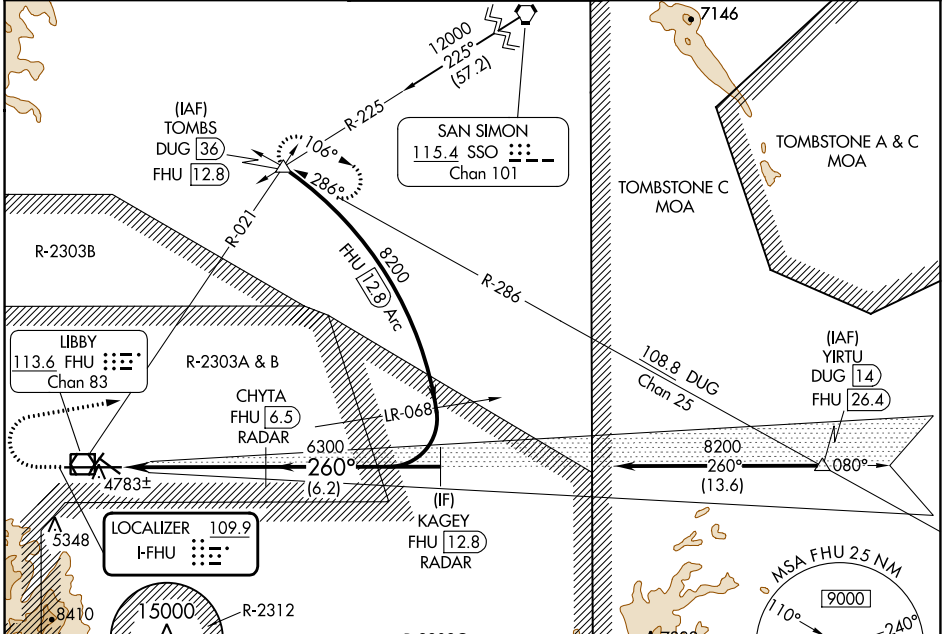 7146
12000
225°
(57.2)
R-225
(IAF)
TOMBS
DUG 36
FHU 12.8
106°
286°
SAN SIMON
115.4 SSO
Chan 101
TOMBSTONE A & C
MOA
TOMBSTONE C
MOA
R-021
R-2303B
8200
FHU 12.8 Arc
R-286
LIBBY
113.6 FHU
Chan 83
R-2303A & B
108.8 DUG
Chan 25
(IAF)
YIRTU
DUG 14
FHU 26.4
CHYTA
FHU 6.5
RADAR
LR-068
6300
260°
(6.2)
8200
260°
(13.6)
080°
4783±
(IF)
KAGEY
FHU 12.8
RADAR
LOCALIZER 109.9
I-FHU
5348
MSA FHU 25 NM
9000
110°
240°
8410
15000
R-2312